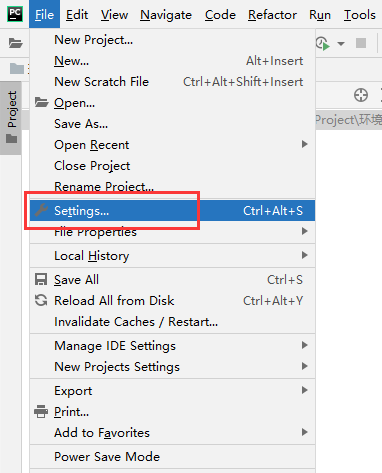 PC File Edit View Navigate Code Refactor Run Tools
New Project...
New... Alt+Insert
New Scratch File Ctrl+Alt+Shift+Insert
Open...
Save As...
Open Recent
Close Project
Rename Project...
Settings... Ctrl+Alt+S
File Properties
Local History
Save All Ctrl+S
Reload All from Disk Ctrl+Alt+Y
Invalidate Caches / Restart...
Manage IDE Settings
New Projects Settings
Export
Print...
Add to Favorites
Power Save Mode
Project
Project\环境